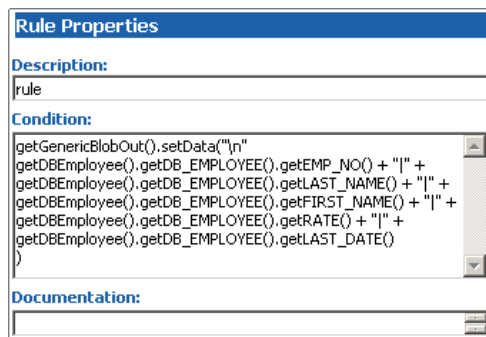 Rule Properties
Description:
rule
Condition:
getGenericBlobOut().setData("\n"
getDBEmployee().getDB_EMPLOYEE().getEMP_NO() + "|" +
getDBEmployee().getDB_EMPLOYEE().getLAST_NAME() + "|" +
getDBEmployee().getDB_EMPLOYEE().getFIRST_NAME() + "|" +
getDBEmployee().getDB_EMPLOYEE().getRATE() + "|" +
getDBEmployee().getDB_EMPLOYEE().getLAST_DATE()
)
Documentation: